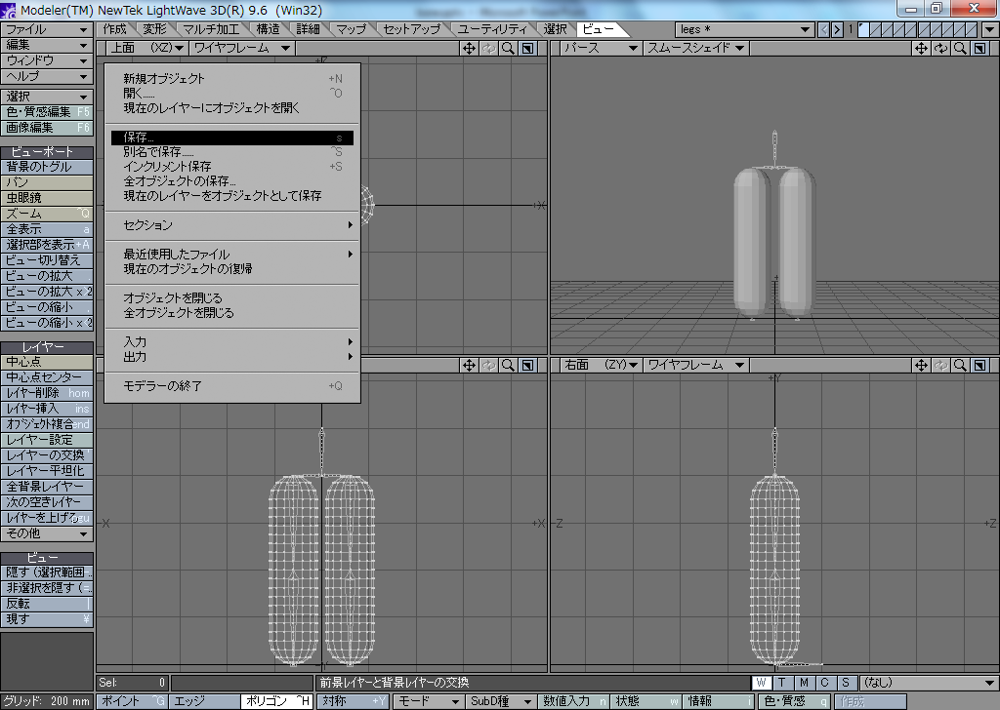 Modeler(TM) NewTek LightWave 3D(R) 9.6 (Win32)
ファイル 作成 変形 マルチ加工 構造 詳細 マップ セットアップ ユーティリティ 選択 ビュー legs * 1
編集
ウィンドウ
ヘルプ
選択
色・質感編集 F5
画像編集 F6
ビューポート
背景のトグル
パン
虫眼鏡
ズーム ^Q
全表示 a
選択部を表示 +A
ビュー切り替え
ビューの拡大 .
ビューの拡大 x 2
ビューの縮小 ,
ビューの縮小 x 2
レイヤー
中心点
中心点センター
レイヤー削除 hom
レイヤー挿入 ins
オブジェクト複合 end
レイヤー設定
レイヤーの交換 '
レイヤー平坦化
全背景レイヤー
次の空きレイヤー
レイヤーを上げる pgu
その他
ビュー
隠す (選択範囲
非選択を隠す (
反転
現す ¥
上面 (XZ) ワイヤフレーム
パース スムースシェイド
右面 (ZY) ワイヤフレーム
新規オブジェクト +N
開く..... ^O
現在のレイヤーにオブジェクトを開く
保存... s
別名で保存..... ^S
インクリメント保存 +S
全オブジェクトの保存...
現在のレイヤーをオブジェクトとして保存
セクション
最近使用したファイル
現在のオブジェクトの復帰
オブジェクトを閉じる
全オブジェクトを閉じる
入力
出力
モデラーの終了 +Q
+X
-X
+X
+Y
-Z
+Z
Sel: 0 前景レイヤーと背景レイヤーの交換 W T M C S (なし)
グリッド: 200 mm ポイント ^G エッジ ポリゴン ^H 対称 +Y モード SubD種 数値入力 n 状態 w 情報 i 色・質感 q 作成